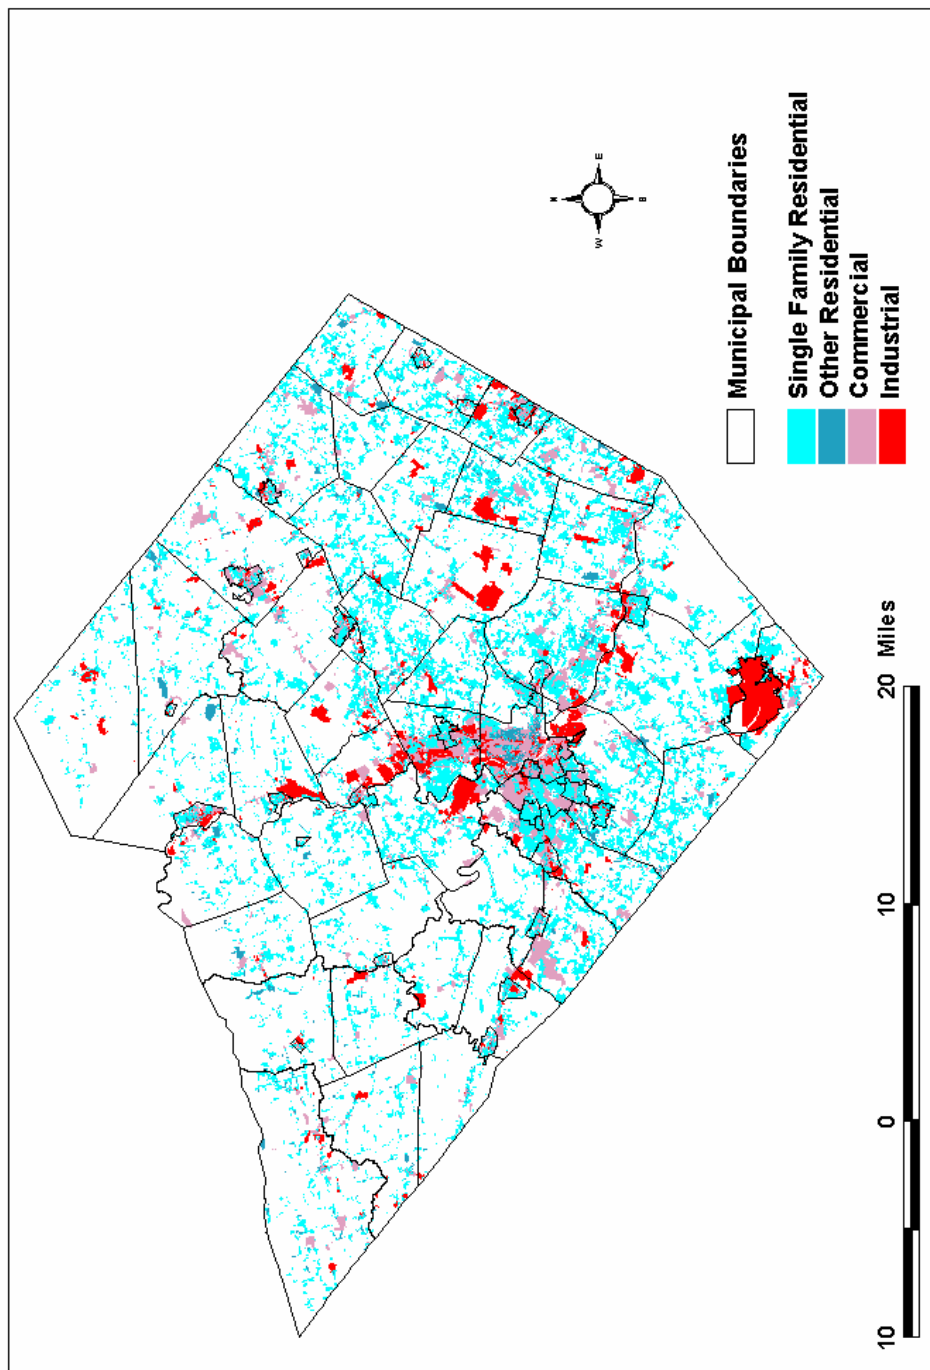 N
W E
S
Municipal Boundaries
Single Family Residential
Other Residential
Commercial
Industrial
10 0 10 20 Miles